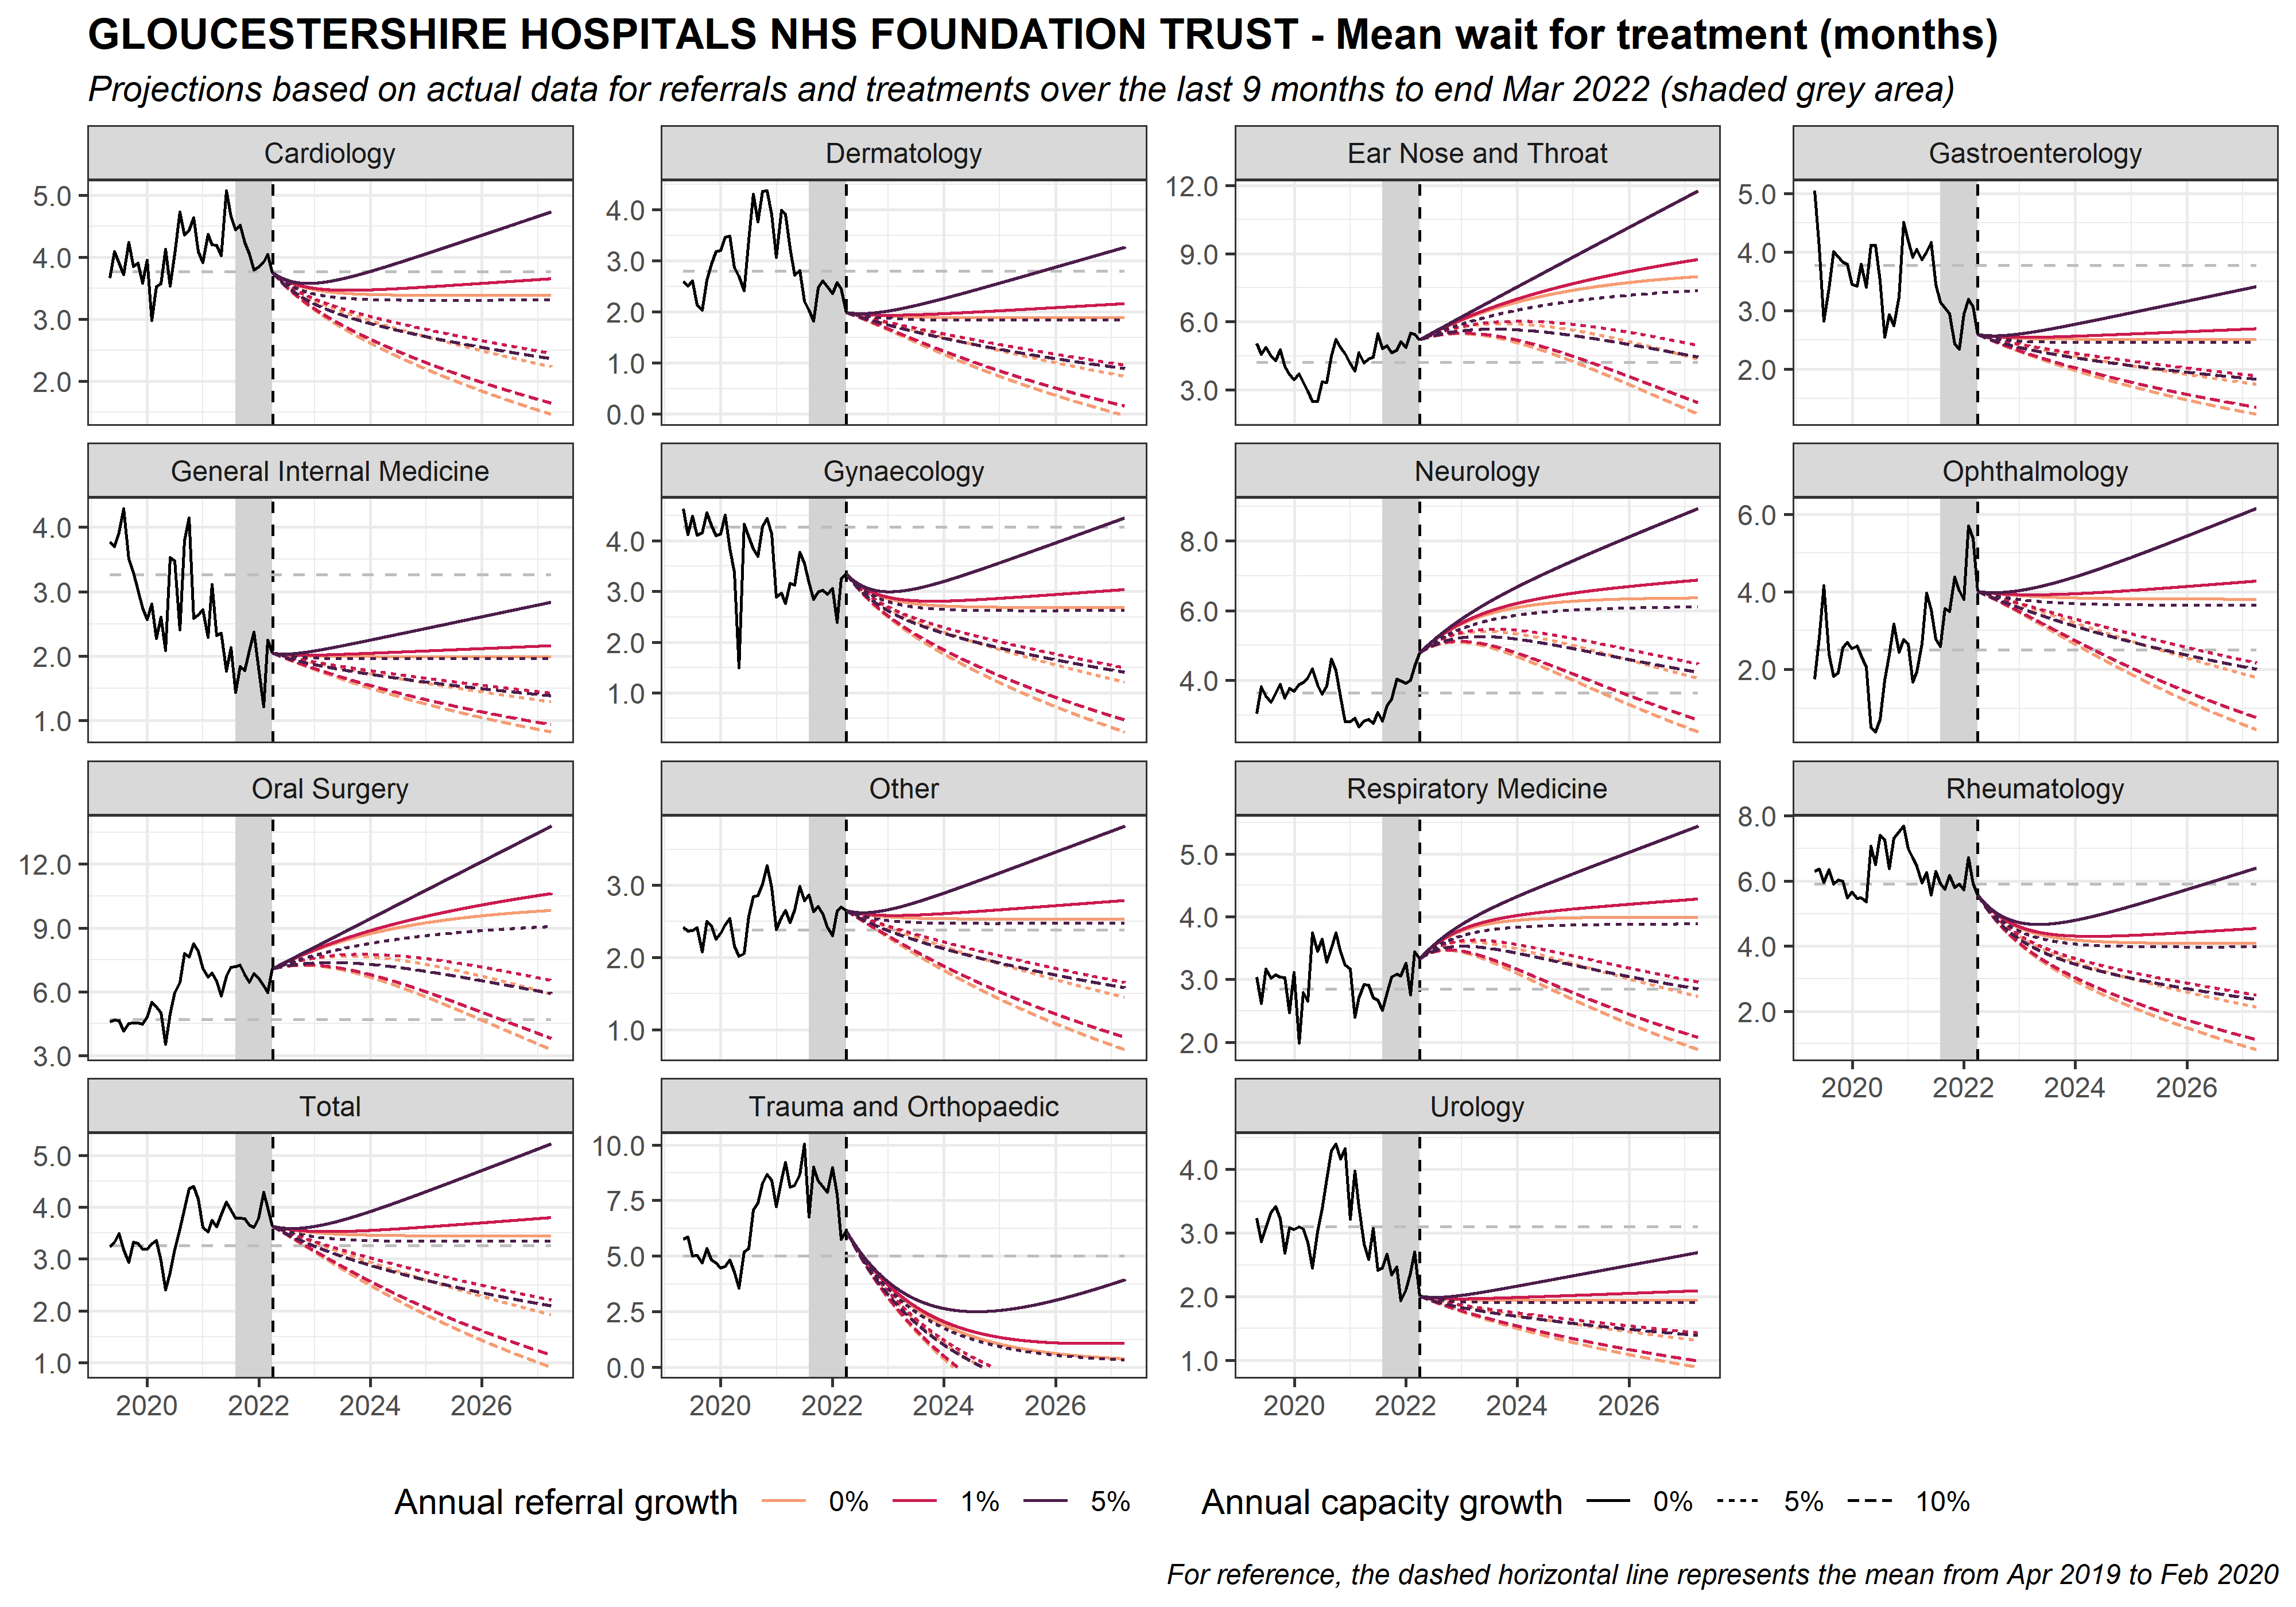 GLOUCESTERSHIRE HOSPITALS NHS FOUNDATION TRUST - Mean wait for treatment (months)
Projections based on actual data for referrals and treatments over the last 9 months to end Mar 2022 (shaded grey area)
Cardiology
5.0
4.0
3.0
2.0
Dermatology
4.0
3.0
2.0
1.0
0.0
Ear Nose and Throat
12.0
9.0
6.0
3.0
Gastroenterology
5.0
4.0
3.0
2.0
General Internal Medicine
4.0
3.0
2.0
1.0
Gynaecology
4.0
3.0
2.0
1.0
Neurology
8.0
6.0
4.0
Ophthalmology
6.0
4.0
2.0
Oral Surgery
12.0
9.0
6.0
3.0
Other
3.0
2.0
1.0
Respiratory Medicine
5.0
4.0
3.0
2.0
Rheumatology
8.0
6.0
4.0
2.0
2020 2022 2024 2026
Total
5.0
4.0
3.0
2.0
1.0
2020 2022 2024 2026
Trauma and Orthopaedic
10.0
7.5
5.0
2.5
0.0
2020 2022 2024 2026
Urology
4.0
3.0
2.0
1.0
2020 2022 2024 2026
Annual referral growth 0% 1% 5% Annual capacity growth 0% 5% 10%
For reference, the dashed horizontal line represents the mean from Apr 2019 to Feb 2020